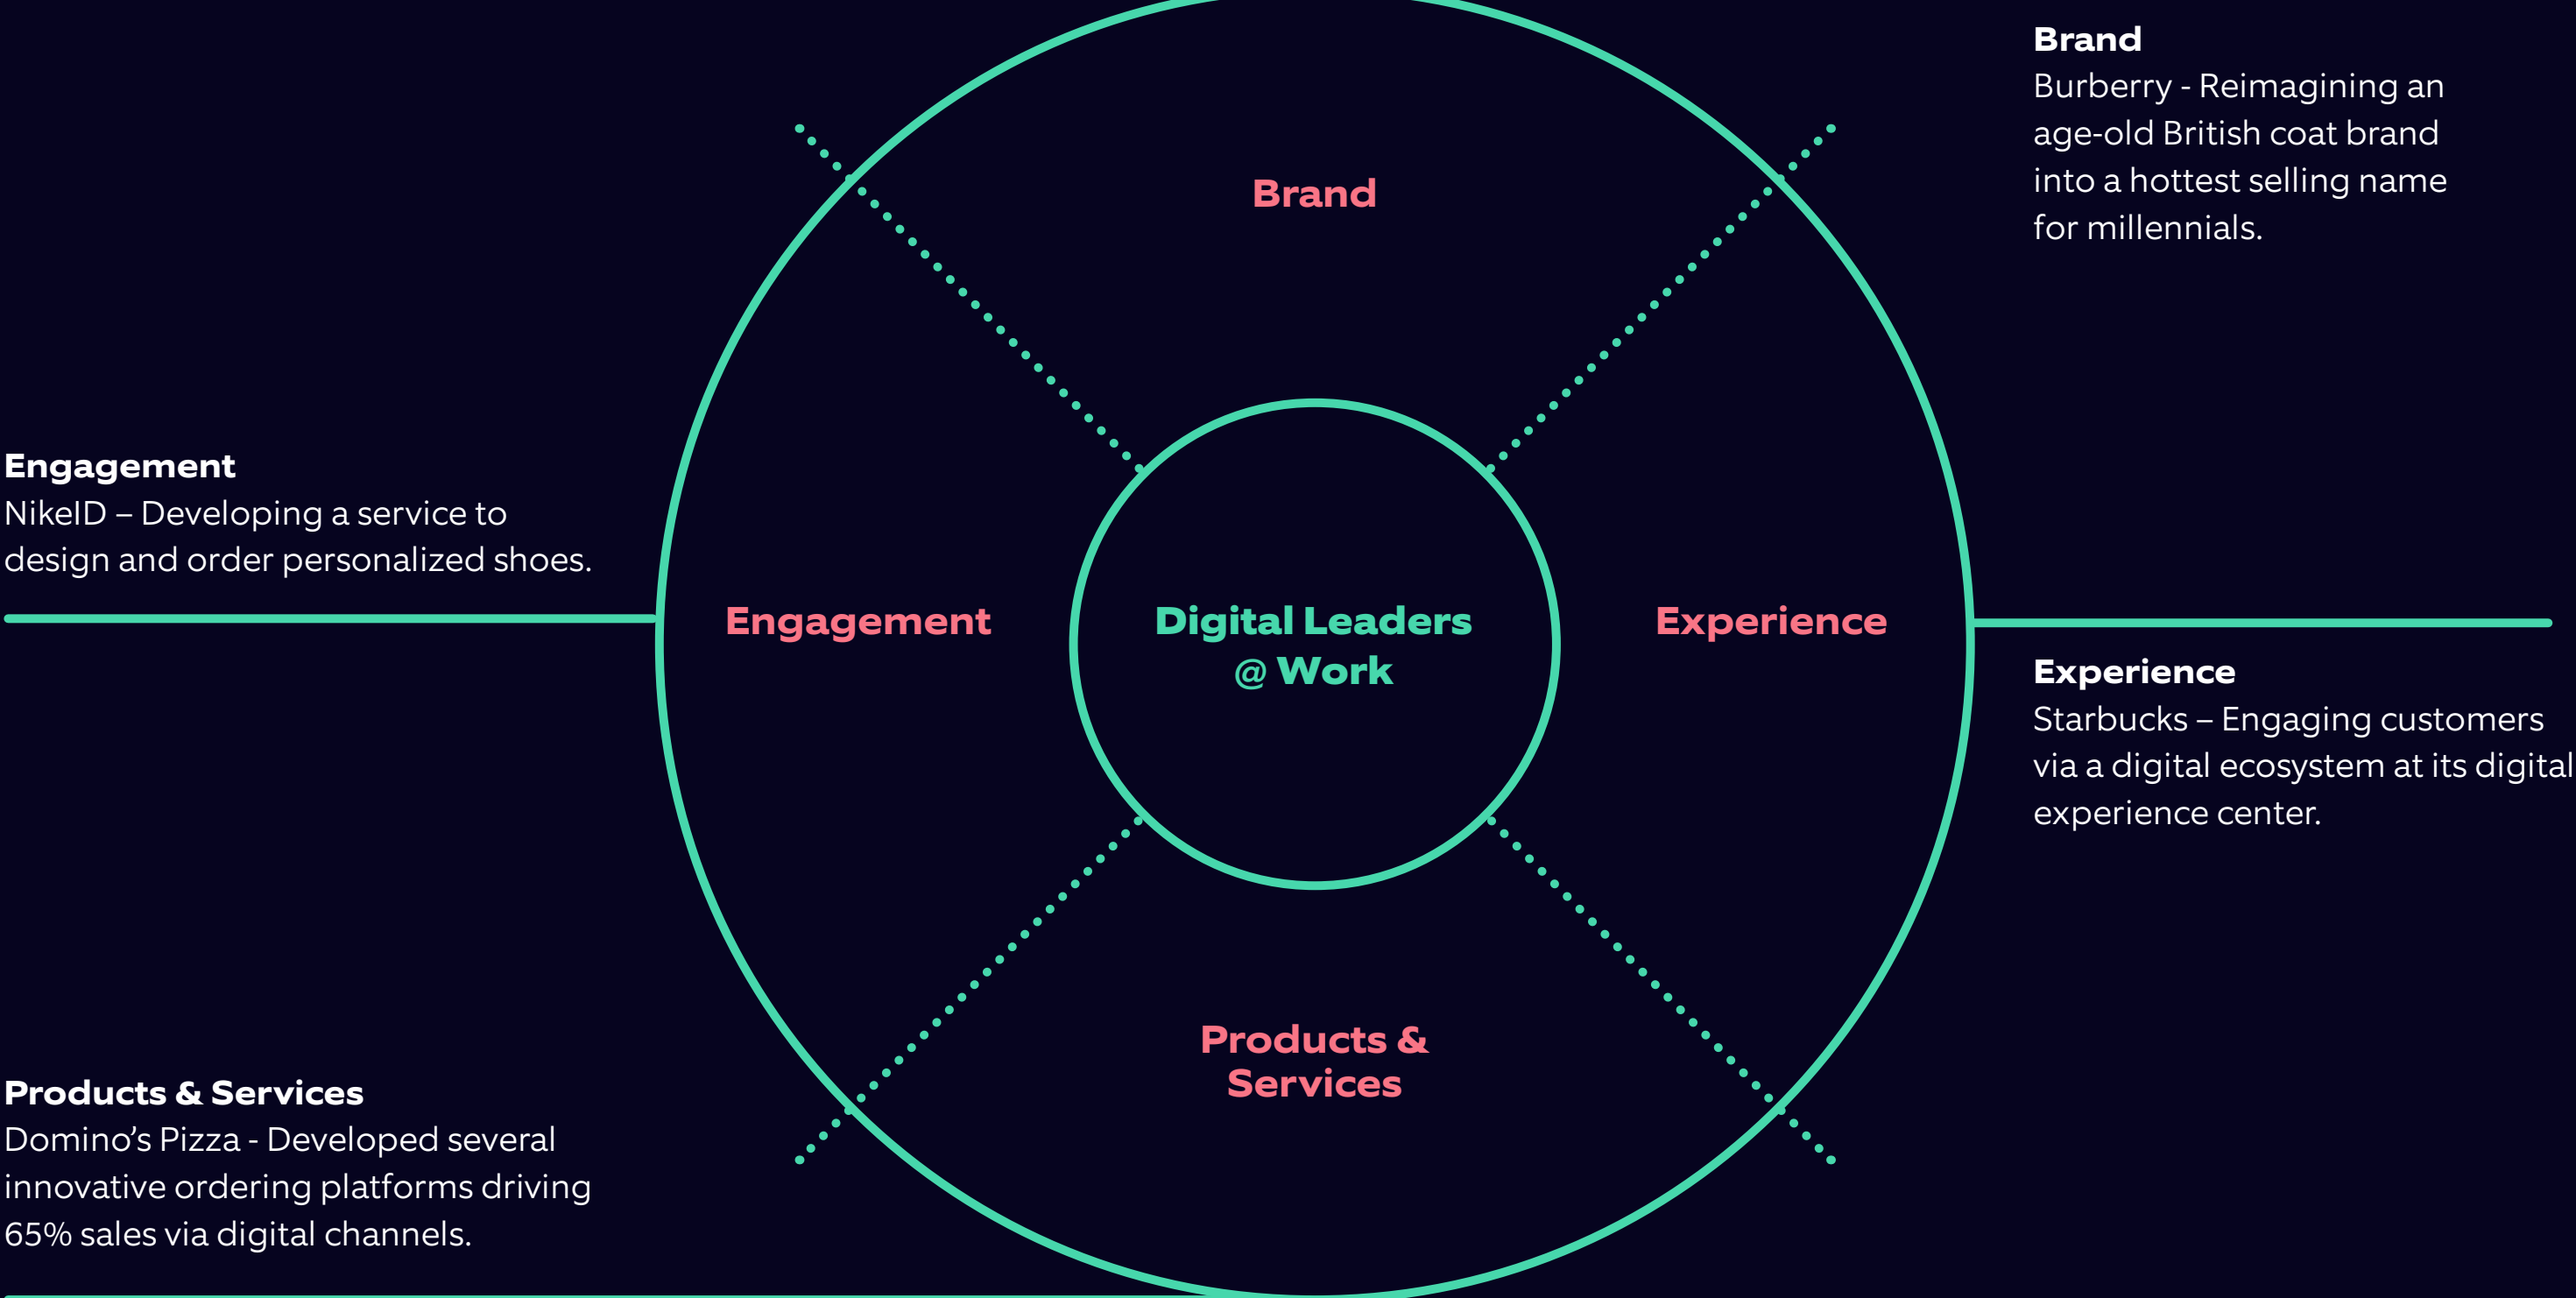 Brand
Burberry - Reimagining an
age-old British coat brand
into a hottest selling name
for millennials.
Brand
Engagement
NikeID – Developing a service to
design and order personalized shoes.
Engagement
Digital Leaders
@ Work
Experience
Experience
Starbucks – Engaging customers
via a digital ecosystem at its digital
experience center.
Products &
Services
Products & Services
Domino’s Pizza - Developed several
innovative ordering platforms driving
65% sales via digital channels.